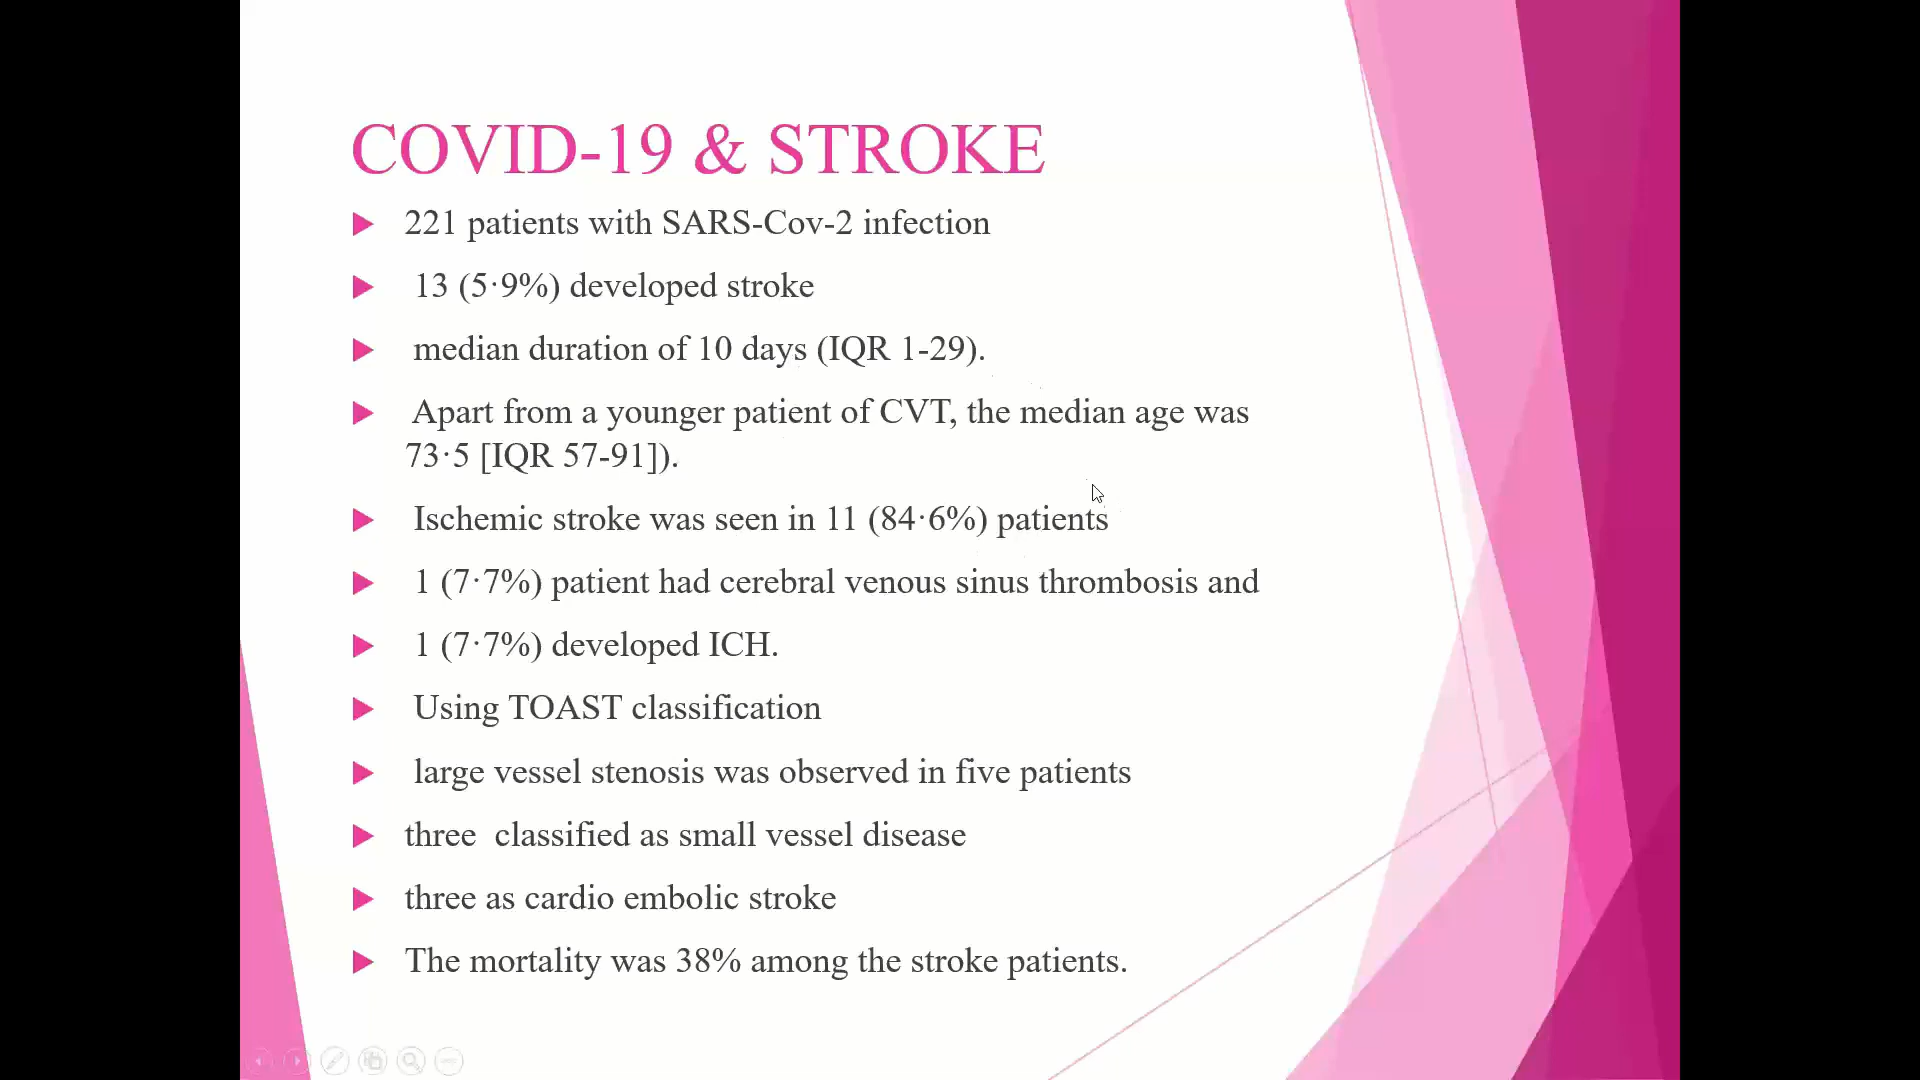 COVID-19 & STROKE
221 patients with SARS-Cov-2 infection
13 (5·9%) developed stroke
median duration of 10 days (IQR 1-29).
Apart from a younger patient of CVT, the median age was
73·5 [IQR 57-91]).
Ischemic stroke was seen in 11 (84·6%) patients
1 (7·7%) patient had cerebral venous sinus thrombosis and
1 (7·7%) developed ICH.
Using TOAST classification
large vessel stenosis was observed in five patients
three  classified as small vessel disease
three as cardio embolic stroke
The mortality was 38% among the stroke patients.